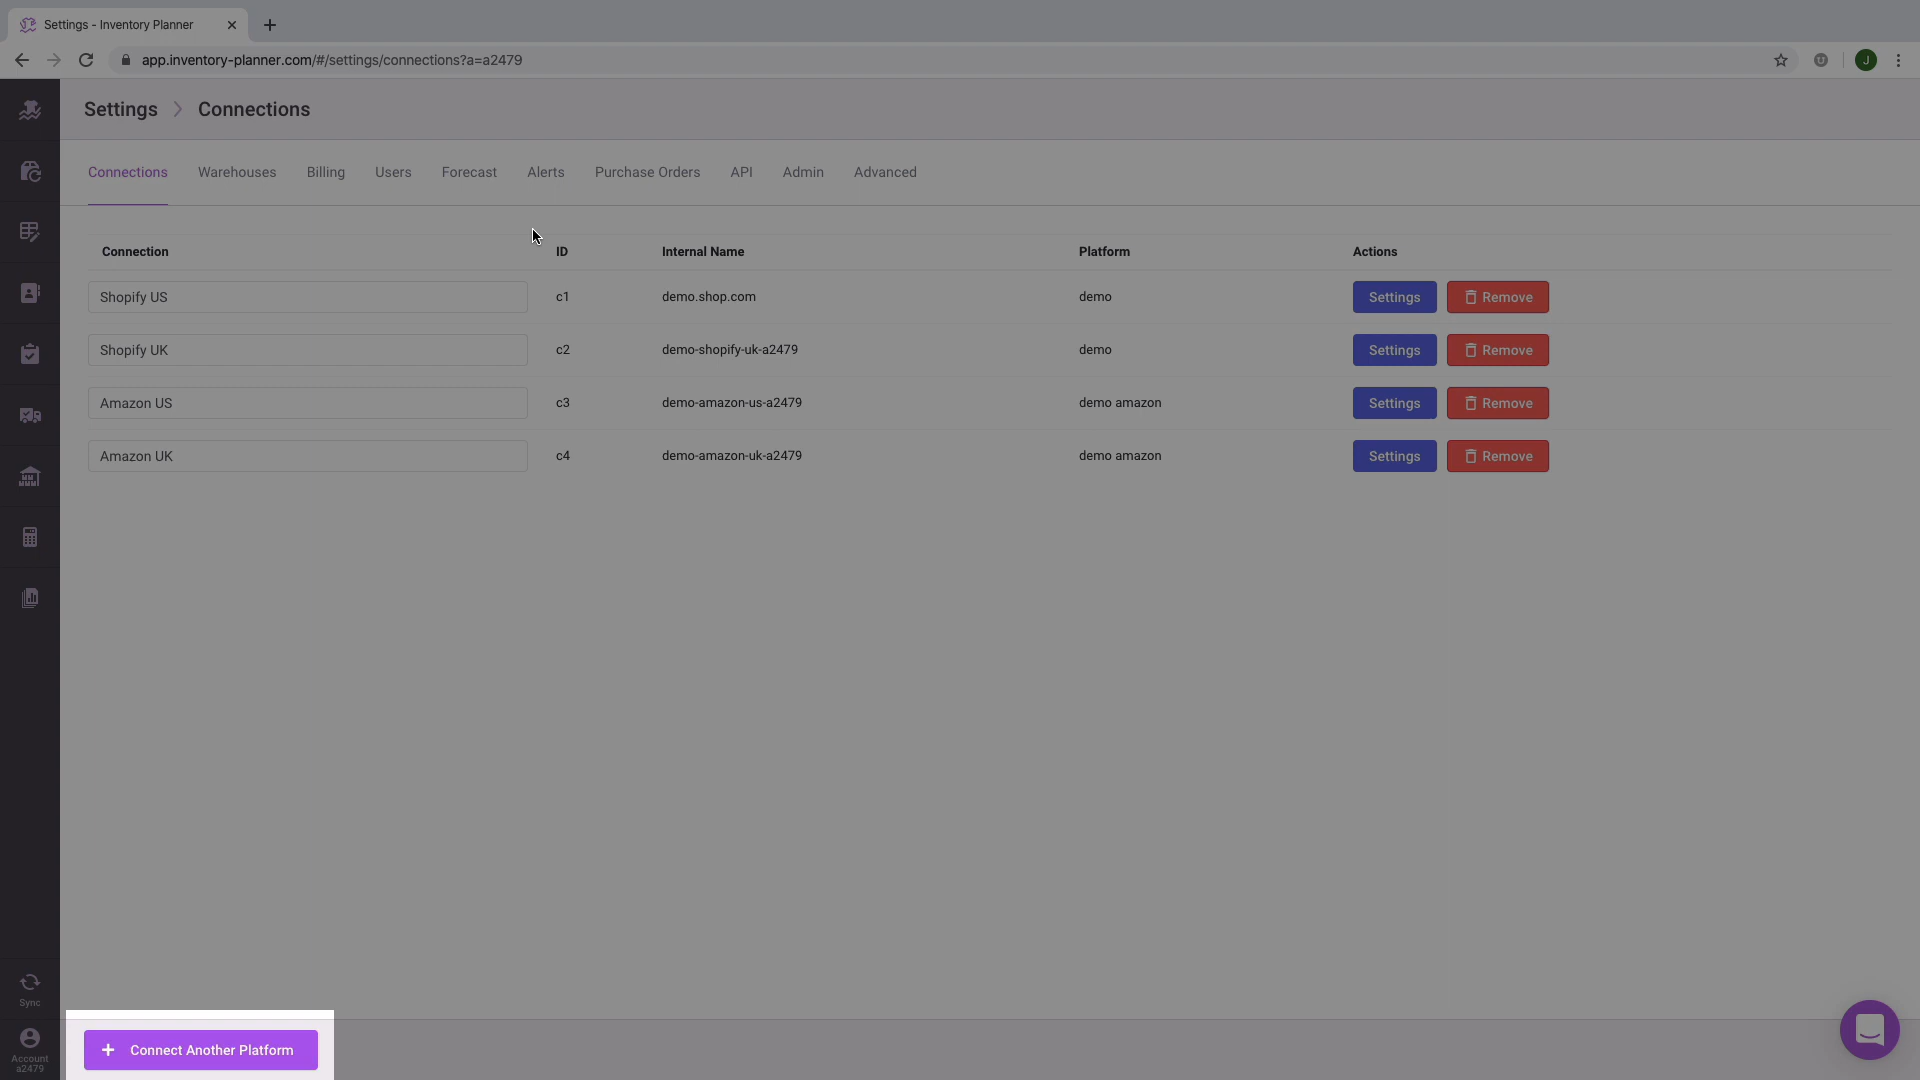 Settings - Inventory Planner
app.inventory-planner.com/#/settings/connections?a=a2479
J
Settings Connections
Connections Warehouses Billing Users Forecast Alerts Purchase Orders API Admin Advanced
Connection ID Internal Name Platform Actions
Shopify US c1 demo.shop.com demo Settings Remove
Shopify UK c2 demo-shopify-uk-a2479 demo Settings Remove
Amazon US c3 demo-amazon-us-a2479 demo amazon Settings Remove
Amazon UK c4 demo-amazon-uk-a2479 demo amazon Settings Remove
Sync
Account
a2479
+ Connect Another Platform